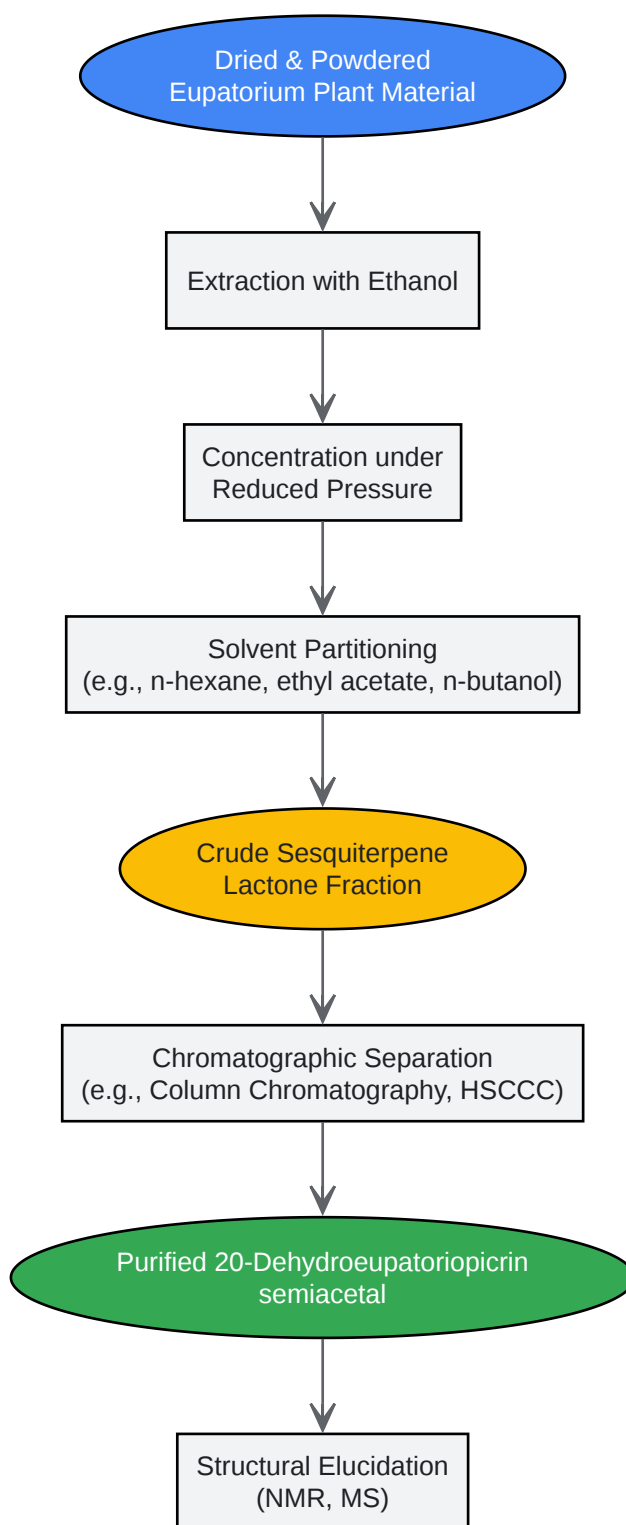 Dried & Powdered
Eupatorium Plant Material
Extraction with Ethanol
Concentration under
Reduced Pressure
Solvent Partitioning
(e.g., n-hexane, ethyl acetate, n-butanol)
Crude Sesquiterpene
Lactone Fraction
Chromatographic Separation
(e.g., Column Chromatography, HSCCC)
Purified 20-Dehydroeupatoriopicrin
semiacetal
Structural Elucidation
(NMR, MS)